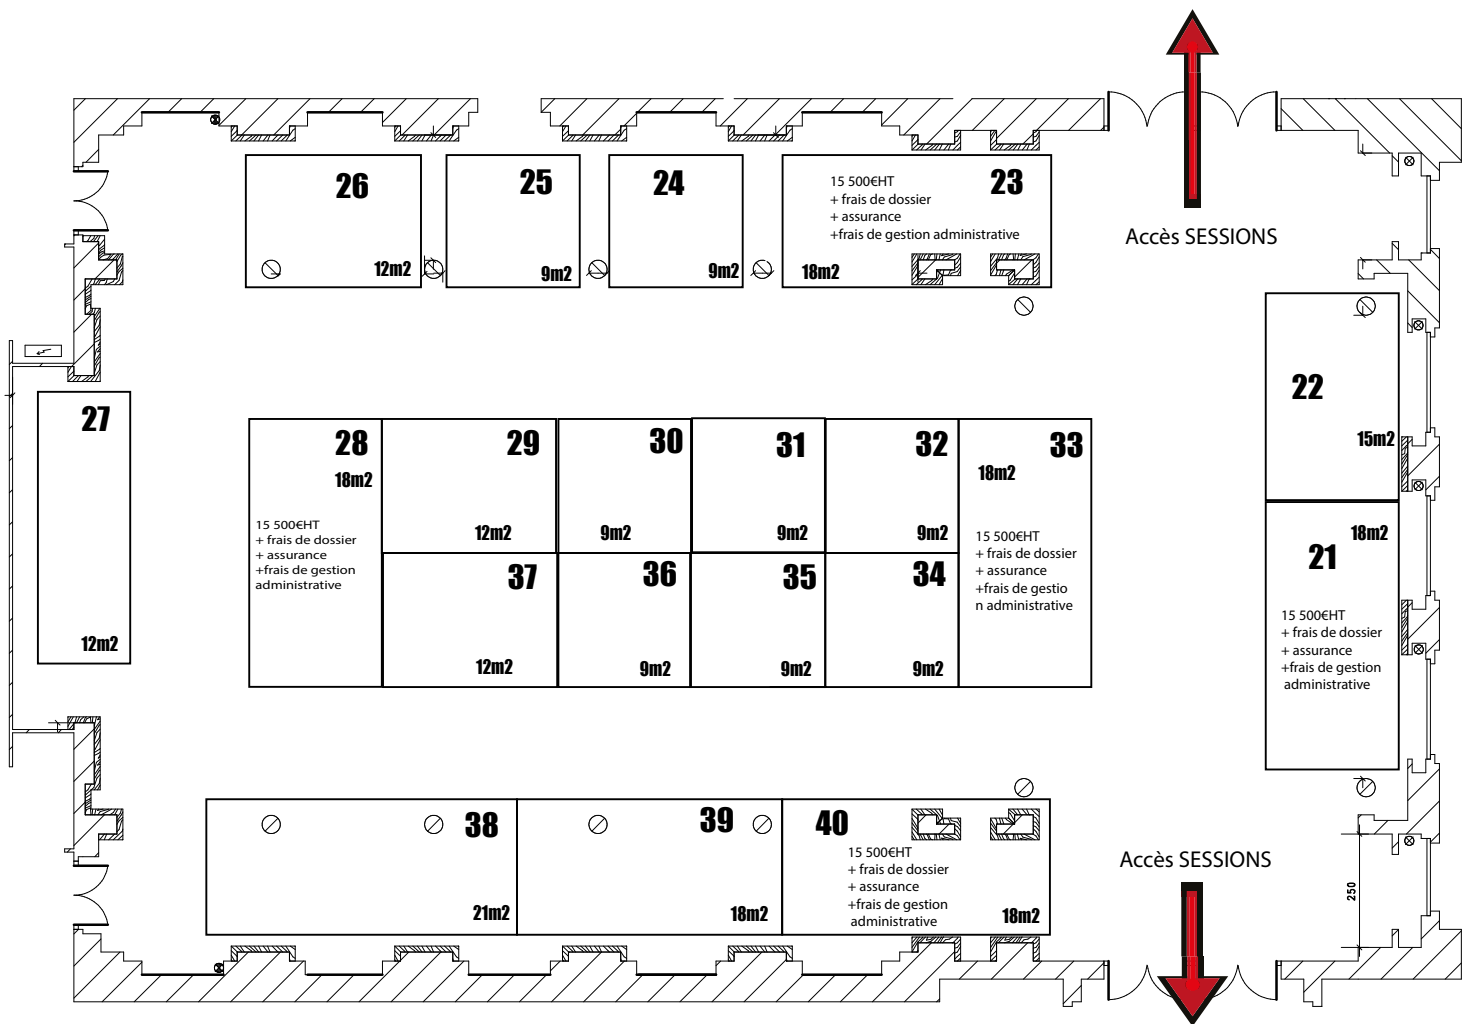 26
12m2
25
9m2
24
9m2
15 500€HT
+ frais de dossier
+ assurance
+frais de gestion administrative
23
18m2
Accès SESSIONS
22
15m2
27
12m2
28
18m2
15 500€HT
+ frais de dossier
+ assurance
+frais de gestion
administrative
29
12m2
30
9m2
31
9m2
32
9m2
33
18m2
15 500€HT
+ frais de dossier
+ assurance
+frais de gestio
n administrative
37
12m2
36
9m2
35
9m2
34
9m2
18m2
21
15 500€HT
+ frais de dossier
+ assurance
+frais de gestion
administrative
38
21m2
39
18m2
40
15 500€HT
+ frais de dossier
+ assurance
+frais de gestion
administrative
18m2
Accès SESSIONS
250